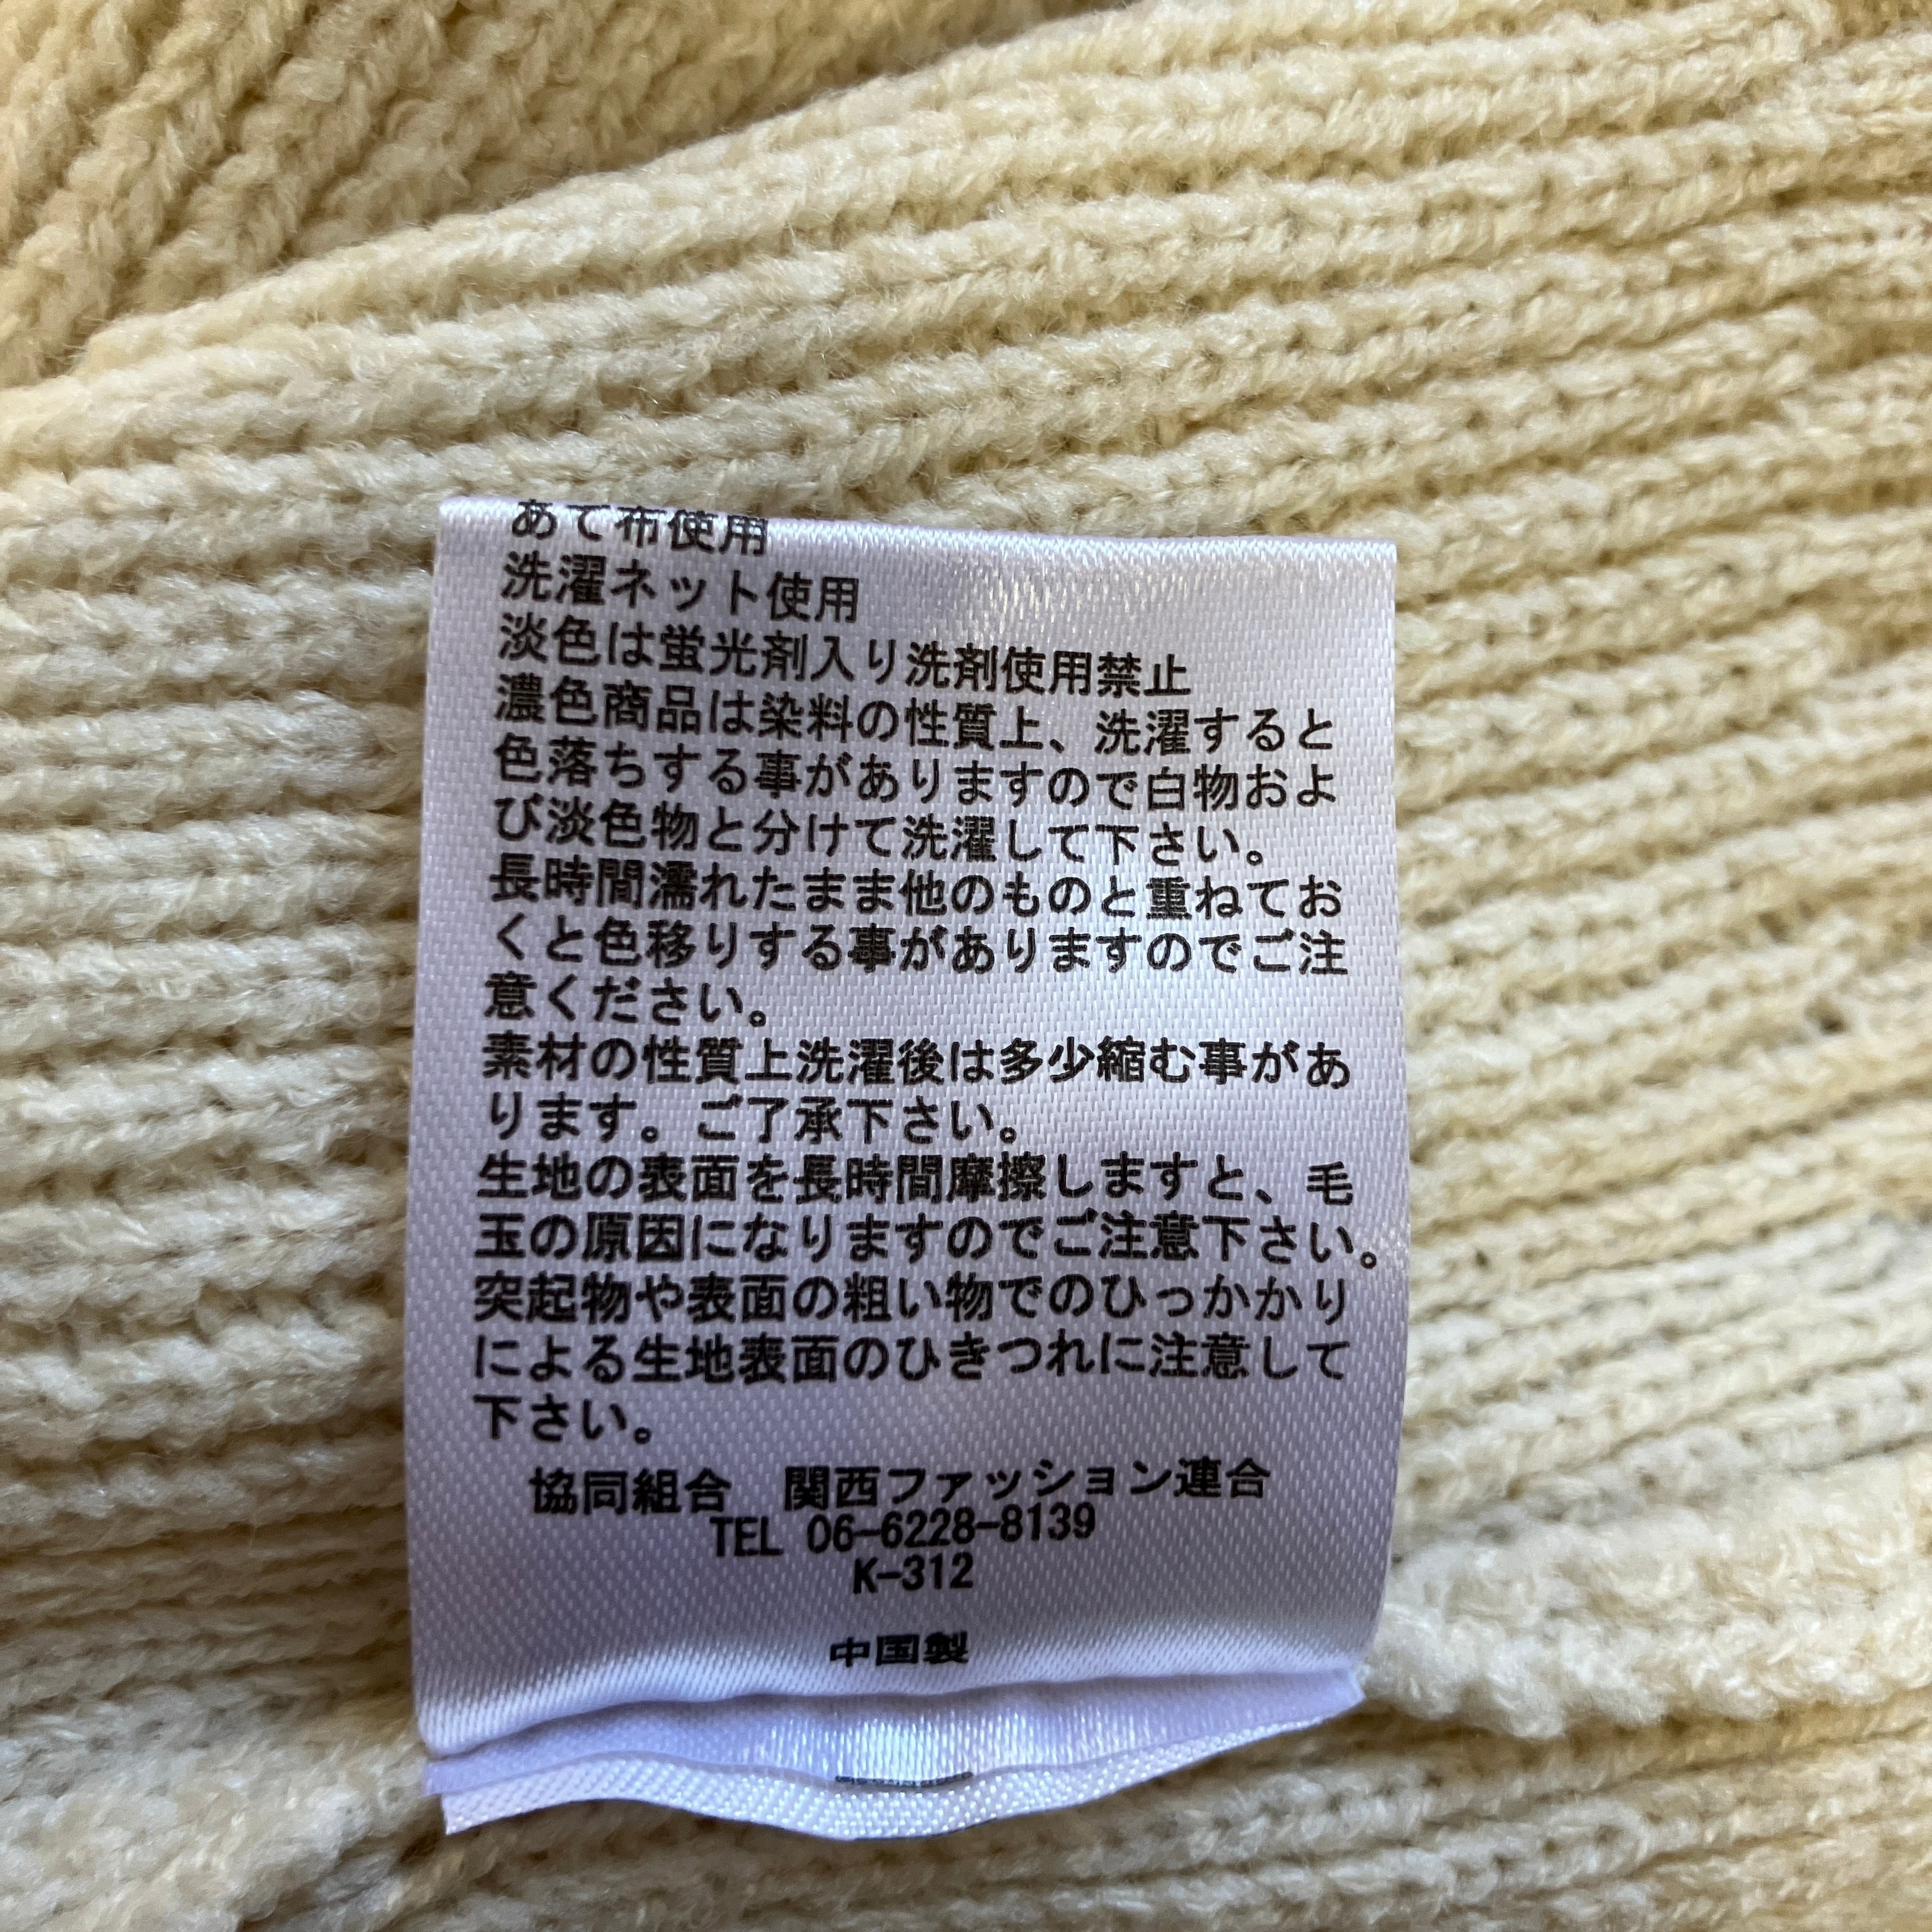 あて布使用
洗濯ネット使用
淡色は蛍光剤入り洗剤使用禁止
濃色商品は染料の性質上、洗濯すると
色落ちする事がありますので白物およ
び淡色物と分けて洗濯して下さい。
長時間濡れたまま他のものと重ねてお
くと色移りする事がありますのでご注
意ください。
素材の性質上洗濯後は多少縮む事があ
ります。ご了承下さい。
生地の表面を長時間摩擦しますと、毛
玉の原因になりますのでご注意下さい。
突起物や表面の粗い物でのひっかかり
による生地表面のひきつれに注意して
下さい。
協同組合　関西ファッション連合
TEL 06-6228-8139
K-312
中国製